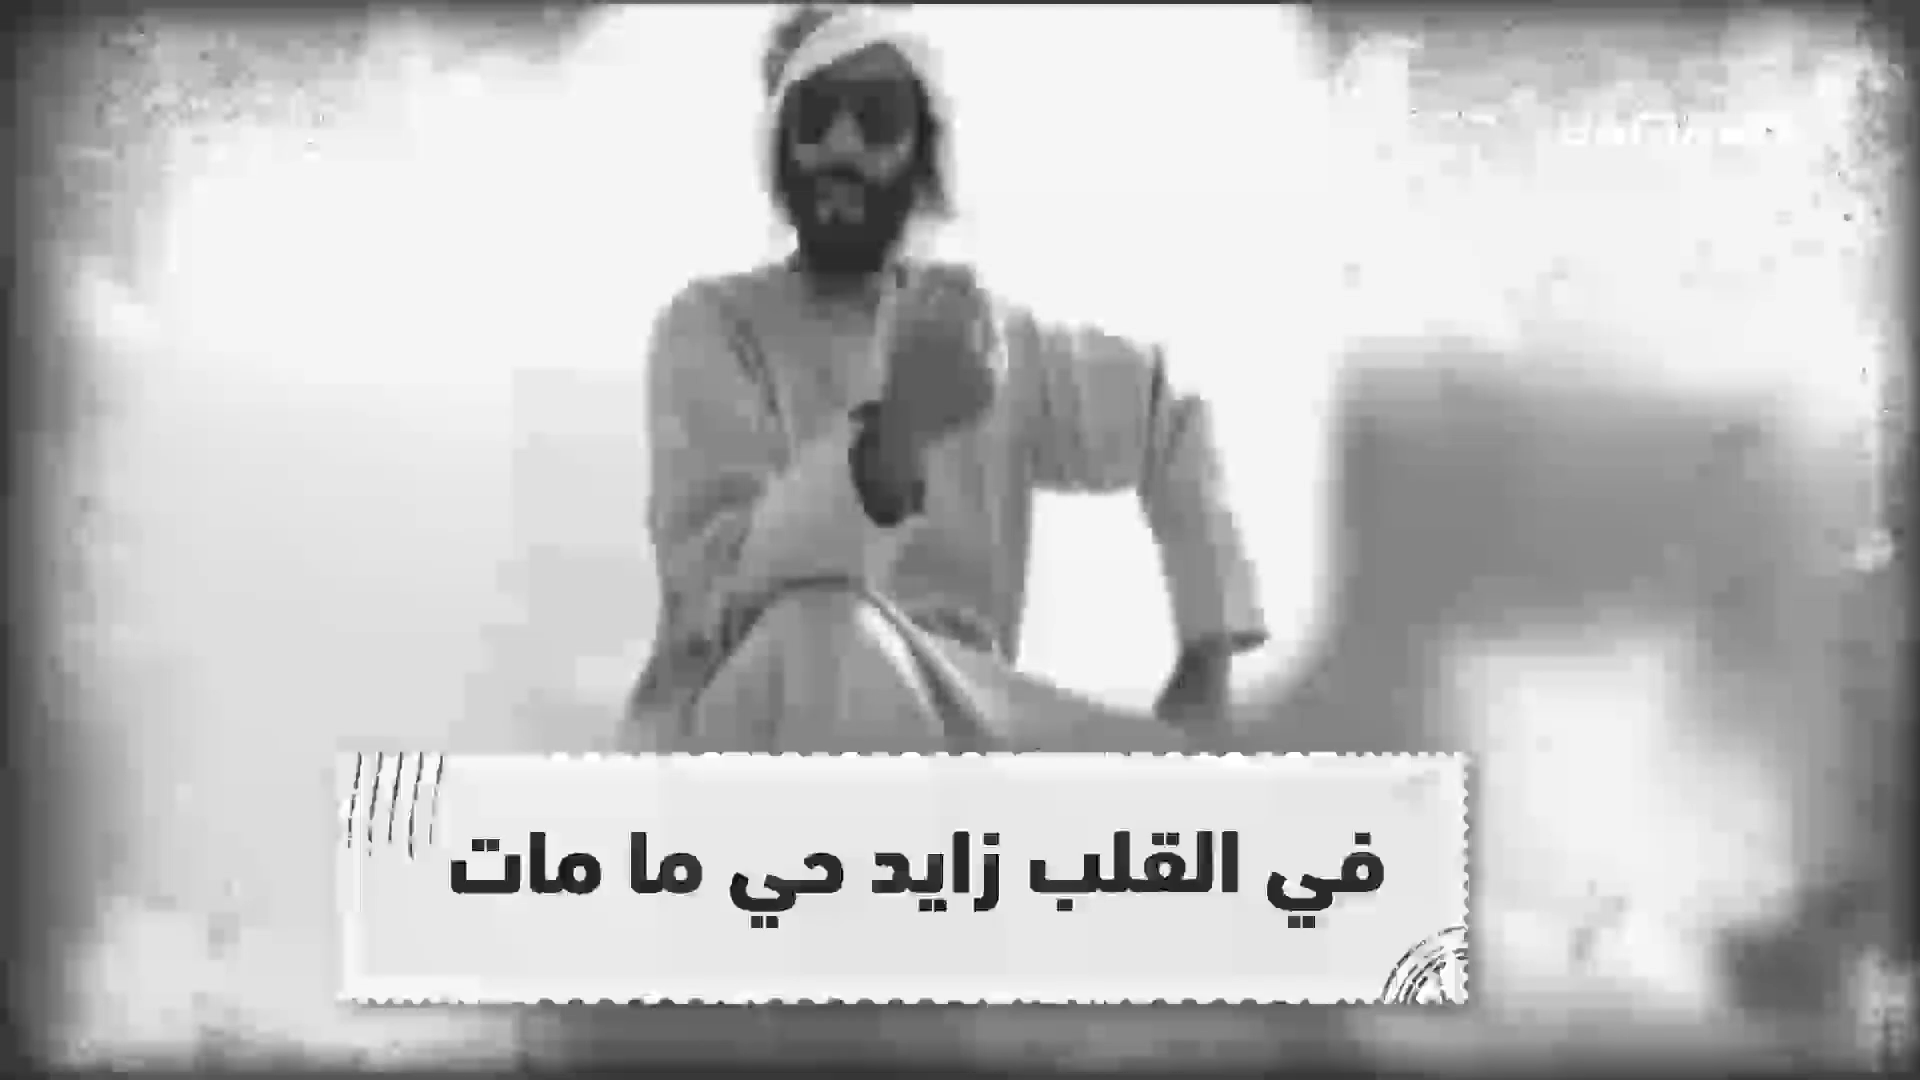 في القلب زايد حي ما مات